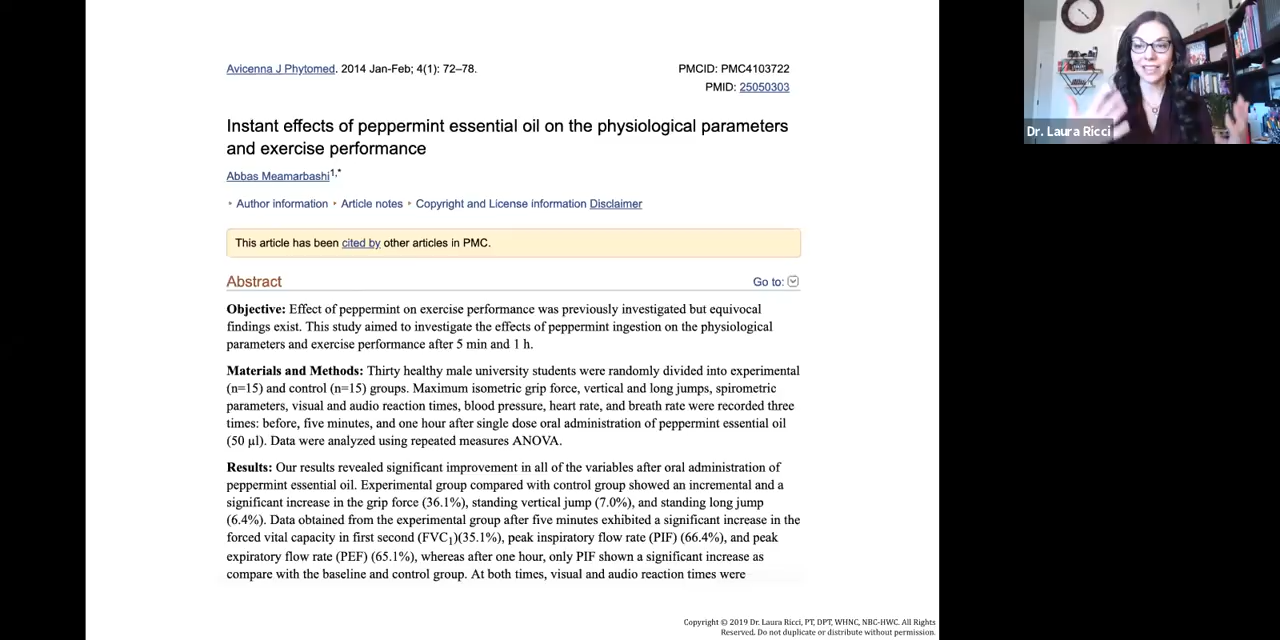 Avicenna J Phytomed. 2014 Jan-Feb; 4(1): 72–78.
PMCID: PMC4103722
PMID: 25050303
Instant effects of peppermint essential oil on the physiological parameters
and exercise performance
Abbas Meamarbashi1,*
‣ Author information ‣ Article notes ‣ Copyright and License information Disclaimer
This article has been cited by other articles in PMC.
Abstract
Go to:
Objective: Effect of peppermint on exercise performance was previously investigated but equivocal
findings exist. This study aimed to investigate the effects of peppermint ingestion on the physiological
parameters and exercise performance after 5 min and 1 h.
Materials and Methods: Thirty healthy male university students were randomly divided into experimental
(n=15) and control (n=15) groups. Maximum isometric grip force, vertical and long jumps, spirometric
parameters, visual and audio reaction times, blood pressure, heart rate, and breath rate were recorded three
times: before, five minutes, and one hour after single dose oral administration of peppermint essential oil
(50 µl). Data were analyzed using repeated measures ANOVA.
Results: Our results revealed significant improvement in all of the variables after oral administration of
peppermint essential oil. Experimental group compared with control group showed an incremental and a
significant increase in the grip force (36.1%), standing vertical jump (7.0%), and standing long jump
(6.4%). Data obtained from the experimental group after five minutes exhibited a significant increase in the
forced vital capacity in first second (FVC1)(35.1%), peak inspiratory flow rate (PIF) (66.4%), and peak
expiratory flow rate (PEF) (65.1%), whereas after one hour, only PIF shown a significant increase as
compare with the baseline and control group. At both times, visual and audio reaction times were
Copyright © 2019 Dr. Laura Ricci, PT, DPT, WHNC, NBC-HWC. All Rights
Reserved. Do not duplicate or distribute without permission.
Dr. Laura Ricci